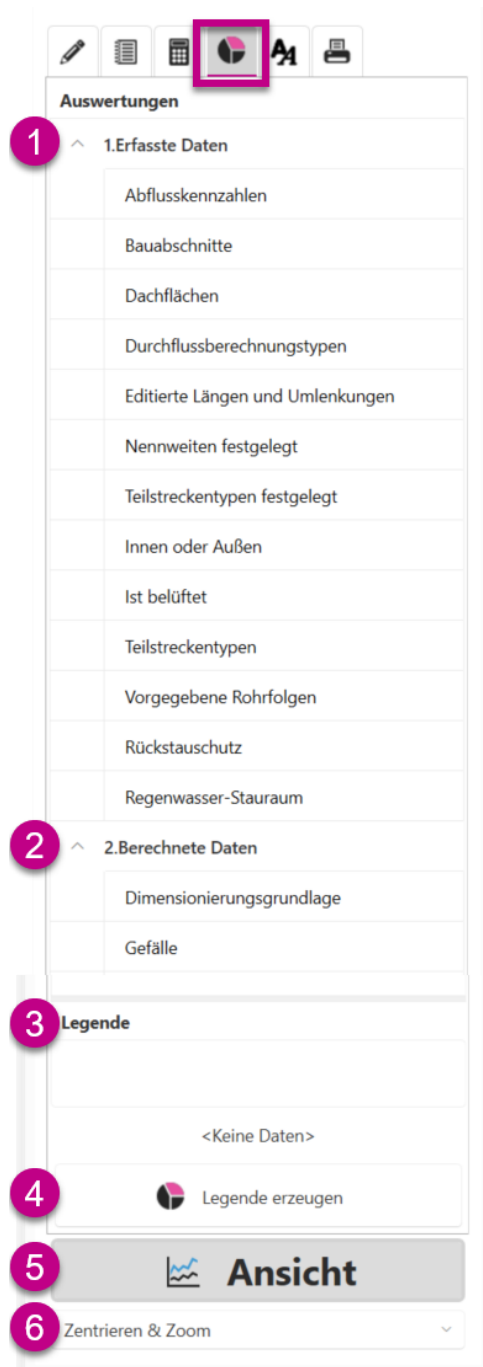 Auswertungen
1 1.Erfasste Daten
Abflusskennzahlen
Bauabschnitte
Dachflächen
Durchflussberechnungstypen
Editierte Längen und Umlenkungen
Nennweiten festgelegt
Teilstreckentypen festgelegt
Innen oder Außen
Ist belüftet
Teilstreckentypen
Vorgegebene Rohrfolgen
Rückstauschutz
Regenwasser-Stauraum
2 2.Berechnete Daten
Dimensionierungsgrundlage
Gefälle
3 Legende
<Keine Daten>
4 Legende erzeugen
5 Ansicht
6 Zentrieren & Zoom